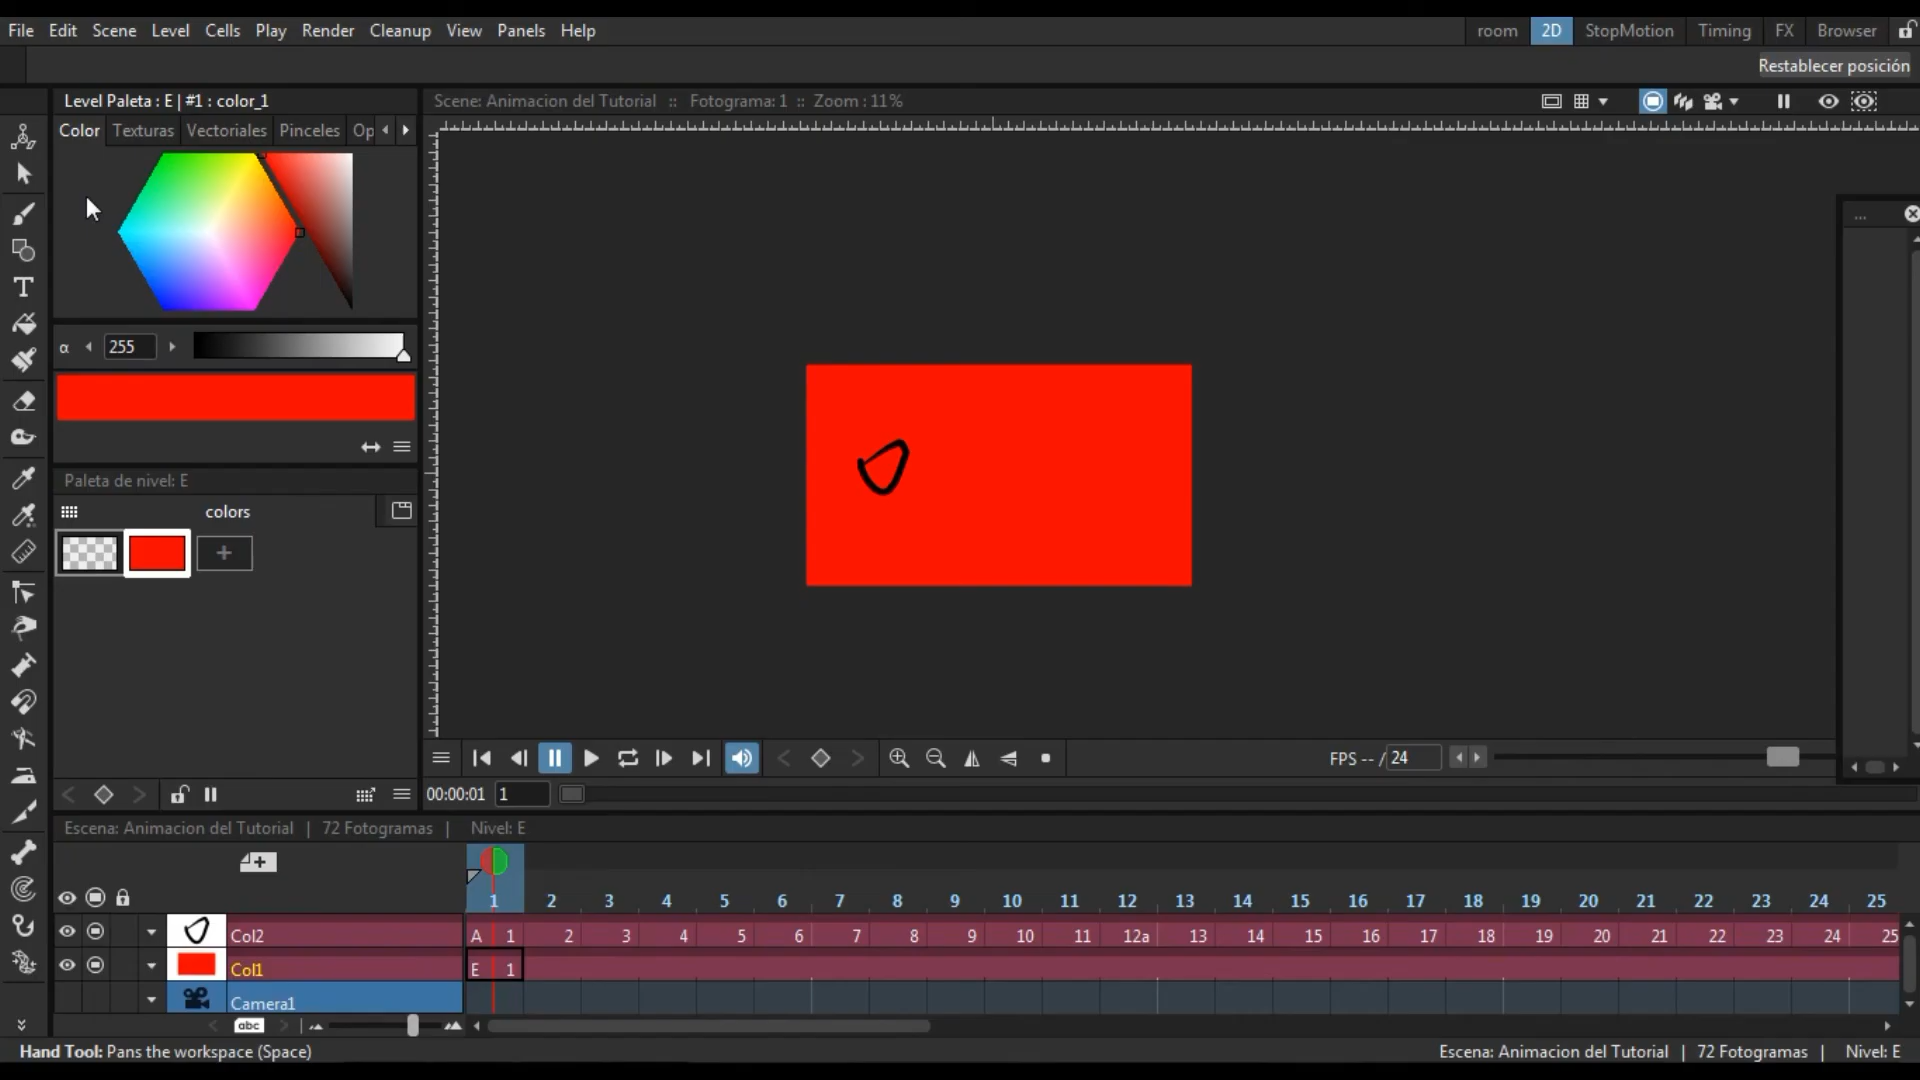 File Edit Scene Level Cells Play Render Cleanup View Panels Help
room 2D StopMotion Timing FX Browser
Restablecer posición
Level Paleta : E | #1 : color_1
Scene: Animacion del Tutorial :: Fotograma: 1 :: Zoom : 11%
Color Texturas Vectoriales Pinceles Op
...
α 255
Paleta de nivel: E
colors
+
FPS -- / 24
00:00:01 1
Escena: Animacion del Tutorial | 72 Fotogramas | Nivel: E
1 2 3 4 5 6 7 8 9 10 11 12 13 14 15 16 17 18 19 20 21 22 23 24 25
Col2 A 1 2 3 4 5 6 7 8 9 10 11 12a 13 14 15 16 17 18 19 20 21 22 23 24 25
Col1 E 1
Camera1
abc
Hand Tool: Pans the workspace (Space)
Escena: Animacion del Tutorial | 72 Fotogramas | Nivel: E